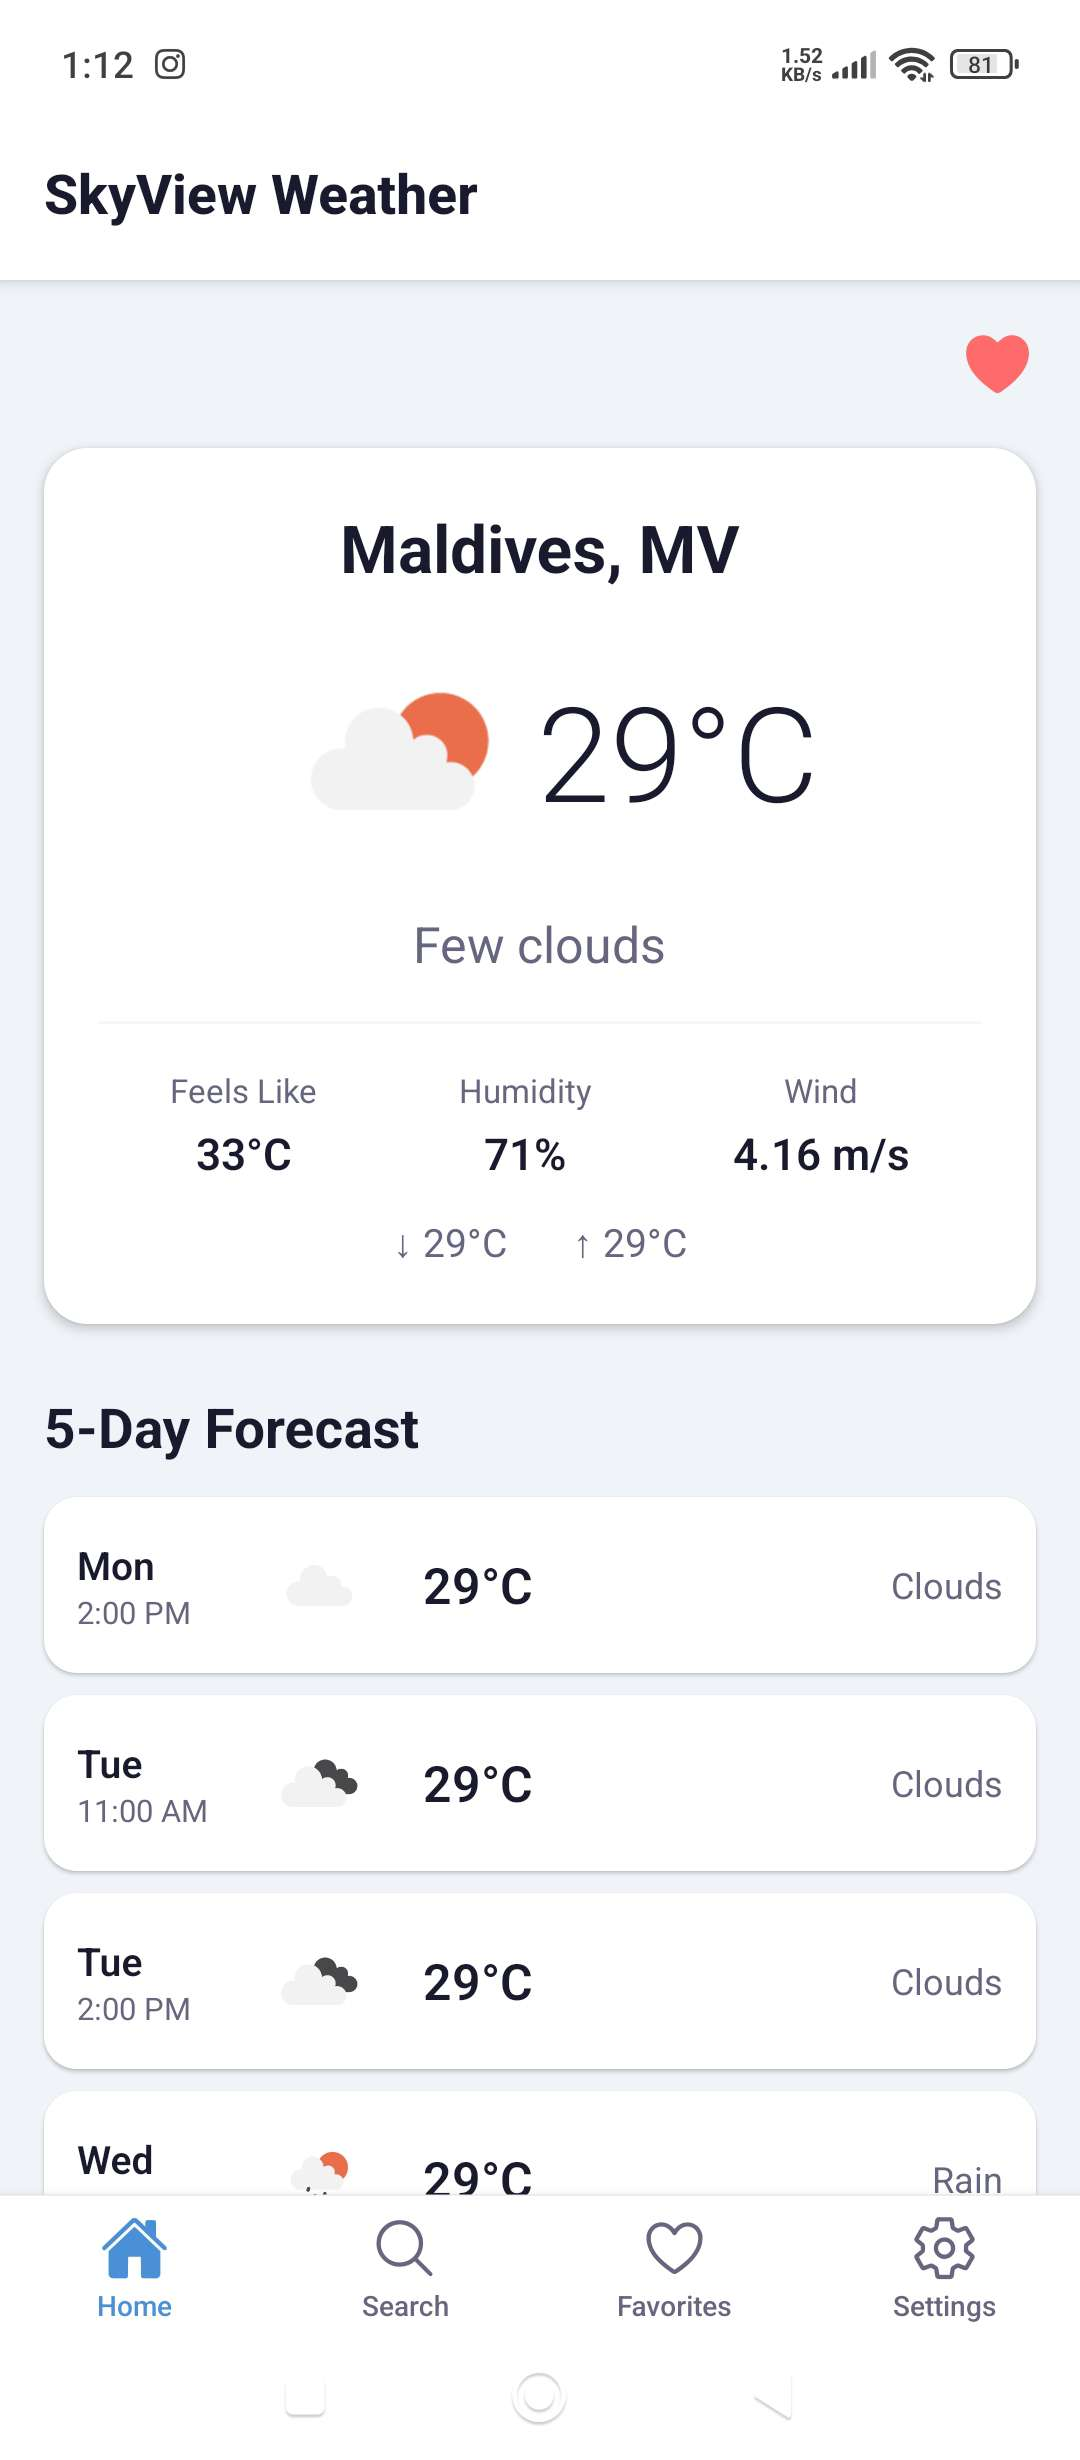 1:12
1.52 KB/s
81
SkyView Weather
Maldives, MV
29°C
Few clouds
Feels Like Humidity Wind
33°C 71% 4.16 m/s
↓ 29°C ↑ 29°C
5-Day Forecast
Mon
2:00 PM
29°C
Clouds
Tue
11:00 AM
29°C
Clouds
Tue
2:00 PM
29°C
Clouds
Wed
29°C
Rain
Home Search Favorites Settings